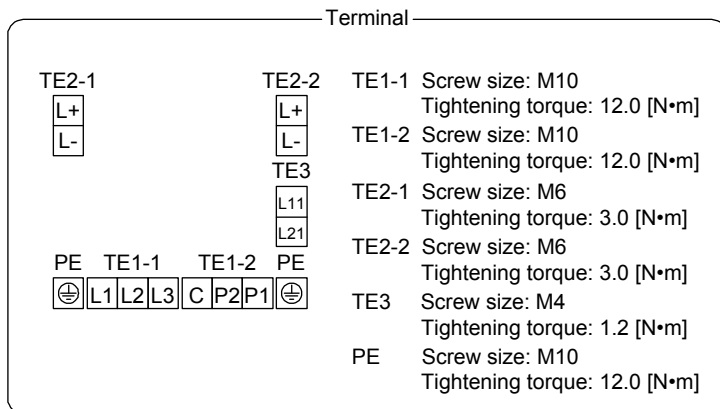 Terminal
TE2-1
L+
L-
TE2-2
L+
L-
TE3
L11
L21
PE TE1-1 TE1-2 PE
L1 L2 L3 C P2 P1
TE1-1 Screw size: M10
Tightening torque: 12.0 [N•m]
TE1-2 Screw size: M10
Tightening torque: 12.0 [N•m]
TE2-1 Screw size: M6
Tightening torque: 3.0 [N•m]
TE2-2 Screw size: M6
Tightening torque: 3.0 [N•m]
TE3 Screw size: M4
Tightening torque: 1.2 [N•m]
PE Screw size: M10
Tightening torque: 12.0 [N•m]